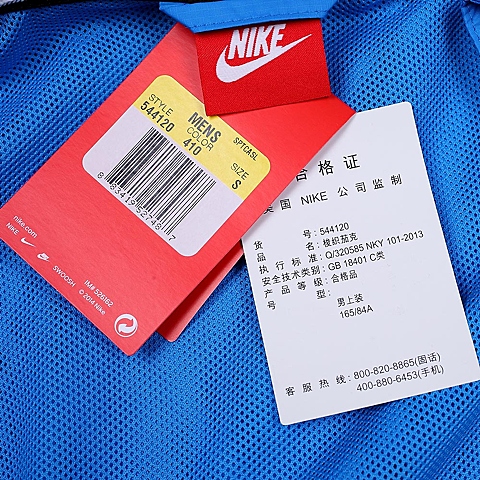 NIKE
STYLE
544120
MENS
COLOR
410
SPTCASL
SIZE
S
nike.com
NIKE
SWOOSH
IM# 526162
© 2014 Nike
合格证
美国 NIKE 公司监制
货号:544120
品名:梭织茄克
执行标准:Q/320585 NKY 101-2013
安全技术类别:GB 18401 C类
产品等级:合格品
号型:
男上装
165/84A
客服热线:800-820-8865(固话)
400-880-6453(手机)